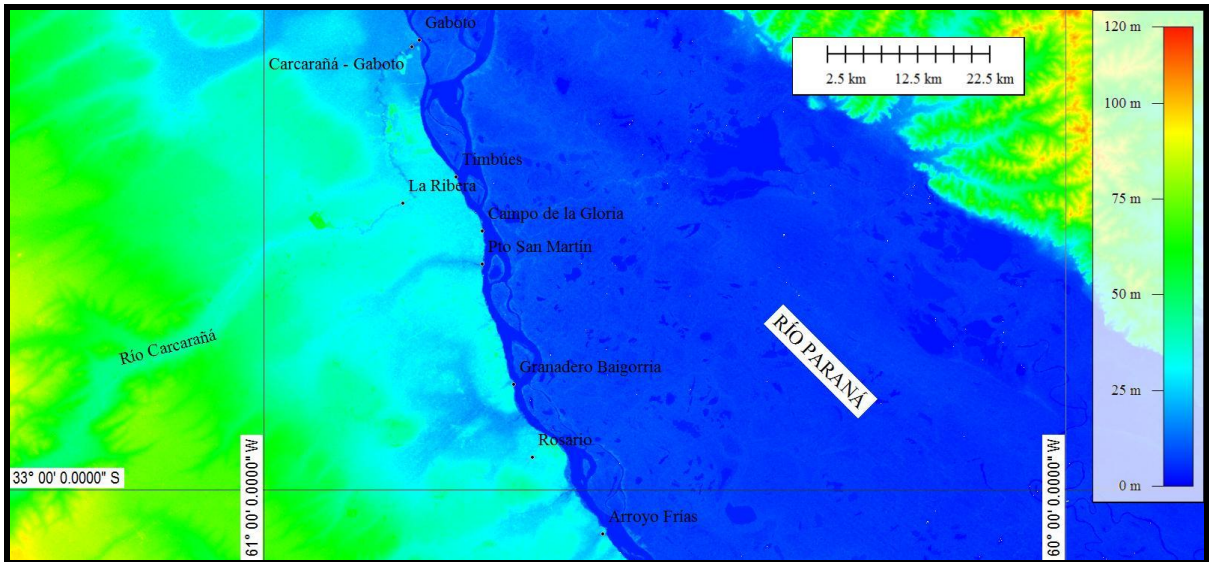 Gaboto
120 m
Carcarañá - Gaboto
2.5 km 12.5 km 22.5 km
100 m
Timbúes
La Ribera
75 m
Campo de la Gloria
Pto San Martín
50 m
Río Carcarañá
RÍO PARANÁ
Granadero Baigorria
25 m
Rosario
33° 00' 0.0000" S
61° 00' 0.0000" W
60° 00' 0.0000" W
0 m
Arroyo Frías